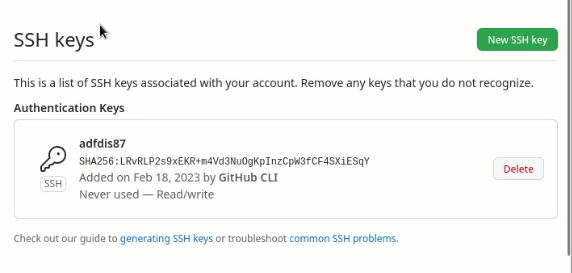 SSH keys
New SSH key
This is a list of SSH keys associated with your account. Remove any keys that you do not recognize.
Authentication Keys
adfdis87
SHA256:LRvRLP2s9xEKR+m4Vd3NuOgKpInzCpW3fCF4SXiESqY
Added on Feb 18, 2023 by GitHub CLI
Never used — Read/write
SSH
Delete
Check out our guide to generating SSH keys or troubleshoot common SSH problems.